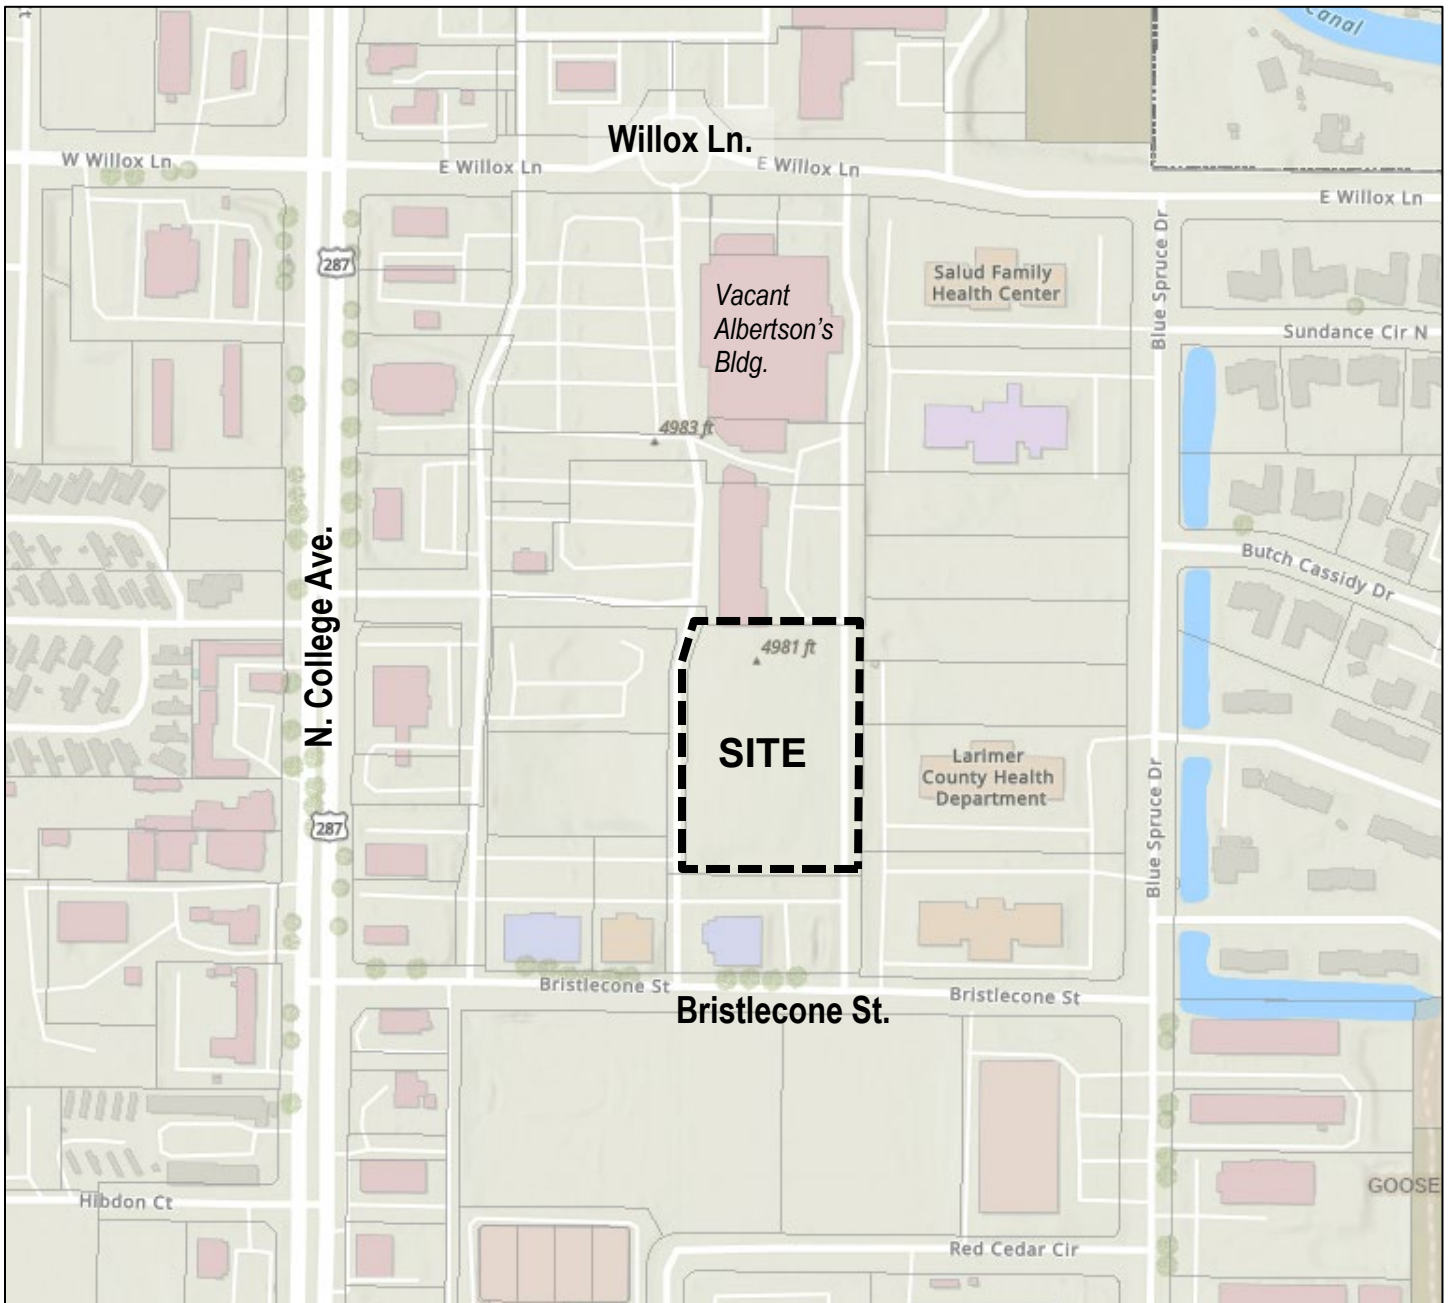 Canal
Willox Ln.
W Willox Ln
E Willox Ln
E Willox Ln
E Willox Ln
287
Blue Spruce Dr
Salud Family
Health Center
Vacant
Albertson's
Bldg.
Sundance Cir N
4983 ft
N. College Ave.
Butch Cassidy Dr
4981 ft
SITE
Larimer
County Health
Department
287
Blue Spruce Dr
Bristlecone St
Bristlecone St.
Bristlecone St
GOOSE
Hibdon Ct
Red Cedar Cir